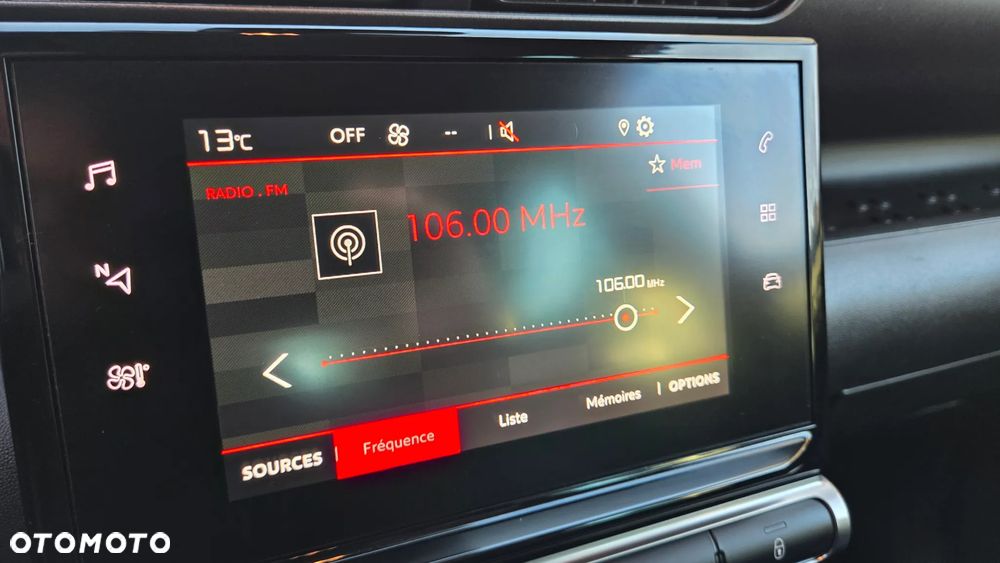 13°C OFF --
RADIO . FM
Mem
106.00 MHz
106.00 MHz
N
SOURCES Fréquence Liste Mémoires OPTIONS
OTOMOTO